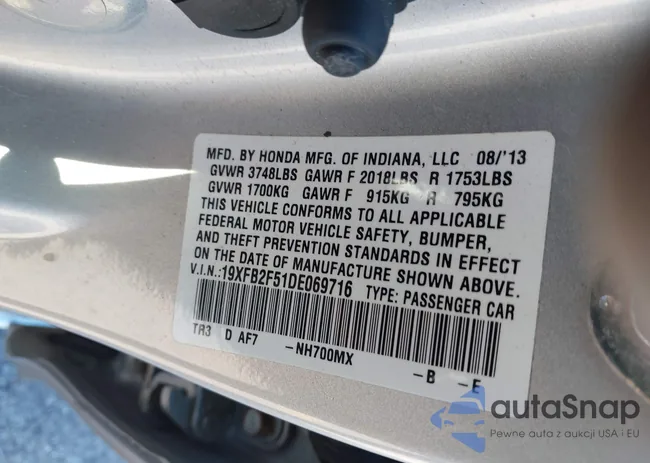 MFD. BY HONDA MFG. OF INDIANA, LLC 08/'13
GVWR 3748LBS GAWR F 2018LBS R 1753LBS
GVWR 1700KG GAWR F 915KG R 795KG
THIS VEHICLE CONFORMS TO ALL APPLICABLE
FEDERAL MOTOR VEHICLE SAFETY, BUMPER,
AND THEFT PREVENTION STANDARDS IN EFFECT
ON THE DATE OF MANUFACTURE SHOWN ABOVE.
V.I.N.:19XFB2F51DE069716 TYPE: PASSENGER CAR
TR3 D AF7 -NH700MX -B -E
autaSnap
Pewne auta z aukcji USA i EU